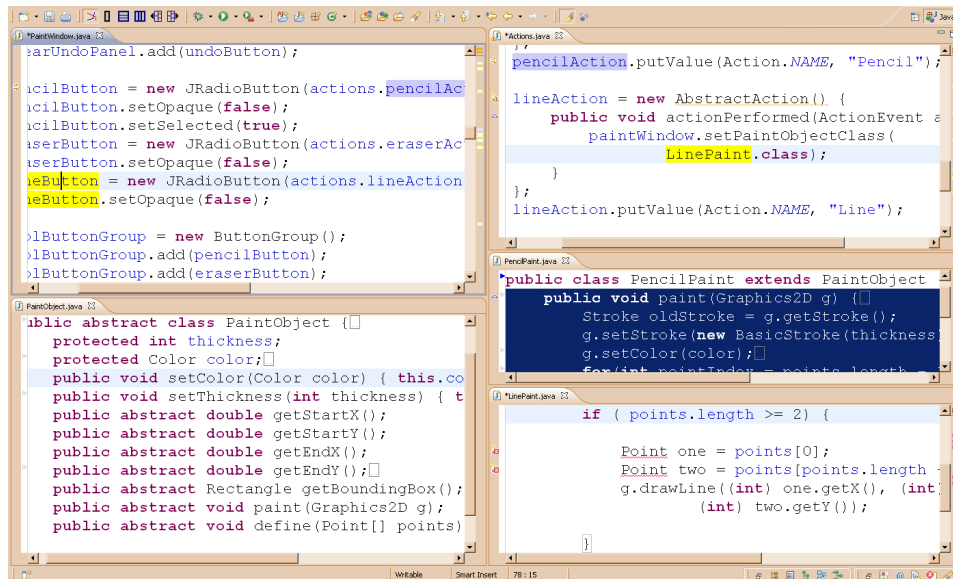 Java
*PaintWindow.java
earUndoPanel.add(undoButton);
ncilButton = new JRadioButton(actions.pencilAc
ncilButton.setOpaque(false);
ncilButton.setSelected(true);
aserButton = new JRadioButton(actions.eraserAc
aserButton.setOpaque(false);
neButton = new JRadioButton(actions.lineAction
neButton.setOpaque(false);
olButtonGroup = new ButtonGroup();
olButtonGroup.add(pencilButton);
olButtonGroup.add(eraserButton);
PaintObject.java
ublic abstract class PaintObject {
protected int thickness;
protected Color color;
public void setColor(Color color) { this.co
public void setThickness(int thickness) { t
public abstract double getStartX();
public abstract double getStartY();
public abstract double getEndX();
public abstract double getEndY();
public abstract Rectangle getBoundingBox();
public abstract void paint(Graphics2D g);
public abstract void define(Point[] points)
*Actions.java
};
pencilAction.putValue(Action.NAME, "Pencil");
lineAction = new AbstractAction() {
public void actionPerformed(ActionEvent a
paintWindow.setPaintObjectClass(
LinePaint.class);
}
};
lineAction.putValue(Action.NAME, "Line");
PencilPaint.java
public class PencilPaint extends PaintObject
public void paint(Graphics2D g) {
Stroke oldStroke = g.getStroke();
g.setStroke(new BasicStroke(thickness
g.setColor(color);
for(int pointIndex = points.length -
*LinePaint.java
if ( points.length >= 2) {
Point one = points[0];
Point two = points[points.length -
g.drawLine((int) one.getX(), (int)
(int) two.getY());
}
Writable
Smart Insert
78 : 15